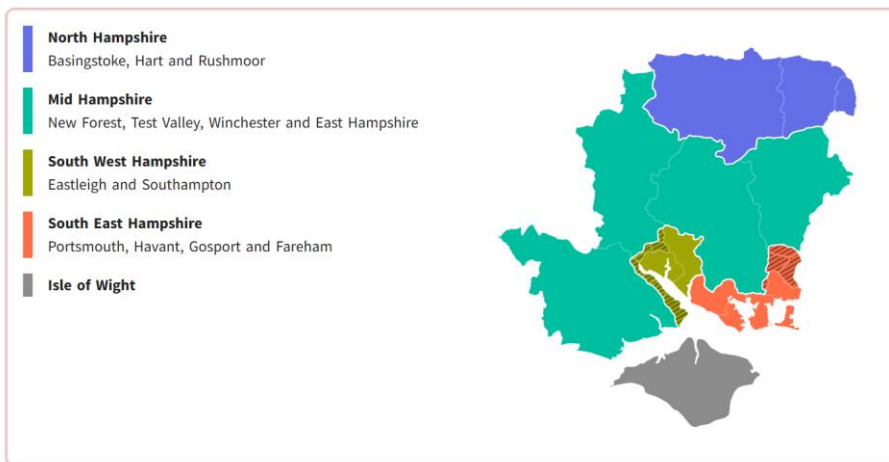 North Hampshire
Basingstoke, Hart and Rushmoor
Mid Hampshire
New Forest, Test Valley, Winchester and East Hampshire
South West Hampshire
Eastleigh and Southampton
South East Hampshire
Portsmouth, Havant, Gosport and Fareham
Isle of Wight